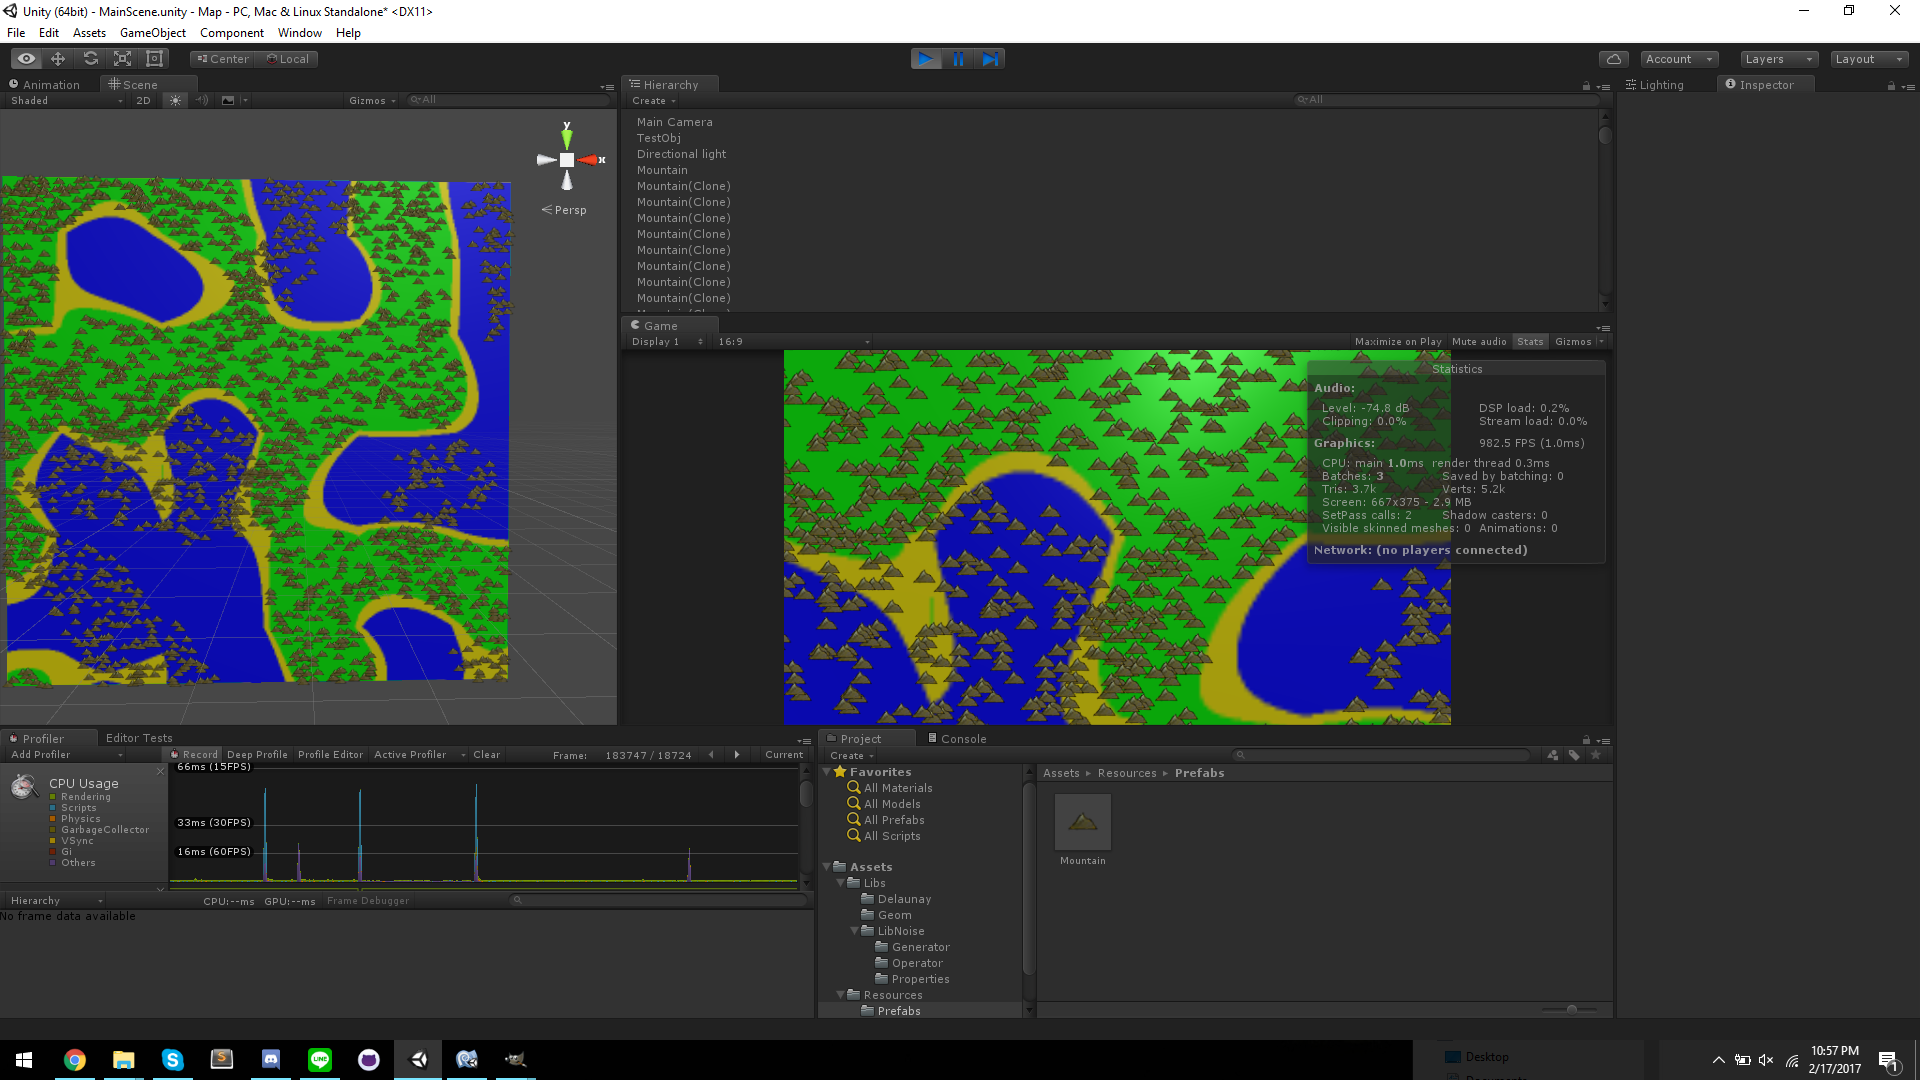 Unity (64bit) - MainScene.unity - Map - PC, Mac & Linux Standalone* <DX11>
File Edit Assets GameObject Component Window Help
Center Local Account Layers Layout
Animation Scene
Shaded 2D Gizmos All
y
x
Persp
Hierarchy
Create All
Main Camera
TestObj
Directional light
Mountain
Mountain(Clone)
Mountain(Clone)
Mountain(Clone)
Mountain(Clone)
Mountain(Clone)
Mountain(Clone)
Mountain(Clone)
Mountain(Clone)
Lighting Inspector
Game
Display 1 16:9 Maximize on Play Mute audio Stats Gizmos
Statistics
Audio:
Level: -74.8 dB DSP load: 0.2%
Clipping: 0.0% Stream load: 0.0%
Graphics: 982.5 FPS (1.0ms)
CPU: main 1.0ms render thread 0.3ms
Batches: 3 Saved by batching: 0
Tris: 3.7k Verts: 5.2k
Screen: 667x375 - 2.9 MB
SetPass calls: 2 Shadow casters: 0
Visible skinned meshes: 0 Animations: 0
Network: (no players connected)
Profiler Editor Tests
Add Profiler Record Deep Profile Profile Editor Active Profiler Clear Frame: 183747 / 18724 Current
CPU Usage
Rendering
Scripts
Physics
GarbageCollector
VSync
Gi
Others
66ms (15FPS)
33ms (30FPS)
16ms (60FPS)
Hierarchy CPU:--ms GPU:--ms Frame Debugger
No frame data available
Project Console
Create
Favorites
All Materials
All Models
All Prefabs
All Scripts
Assets
Libs
Delaunay
Geom
LibNoise
Generator
Operator
Properties
Resources
Prefabs
Assets Resources Prefabs
Mountain
Desktop
10:57 PM
2/17/2017
1